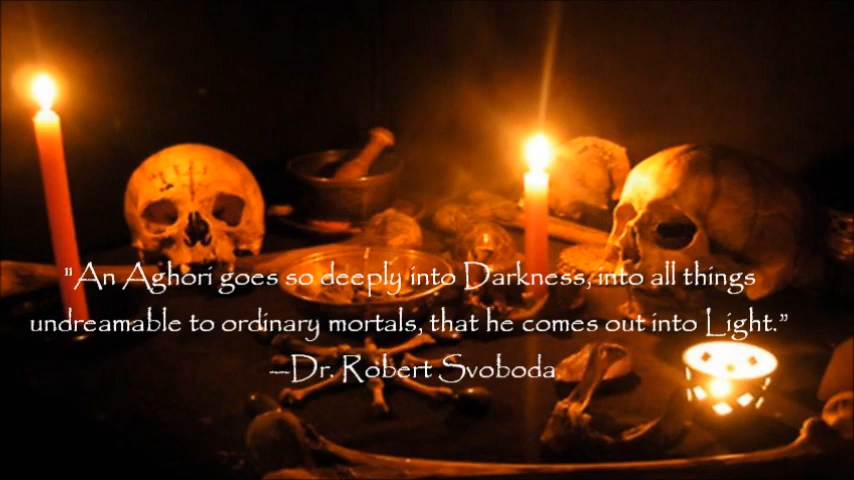 "An Aghori goes so deeply into Darkness, into all things
undreamable to ordinary mortals, that he comes out into Light.”
—Dr. Robert Svoboda